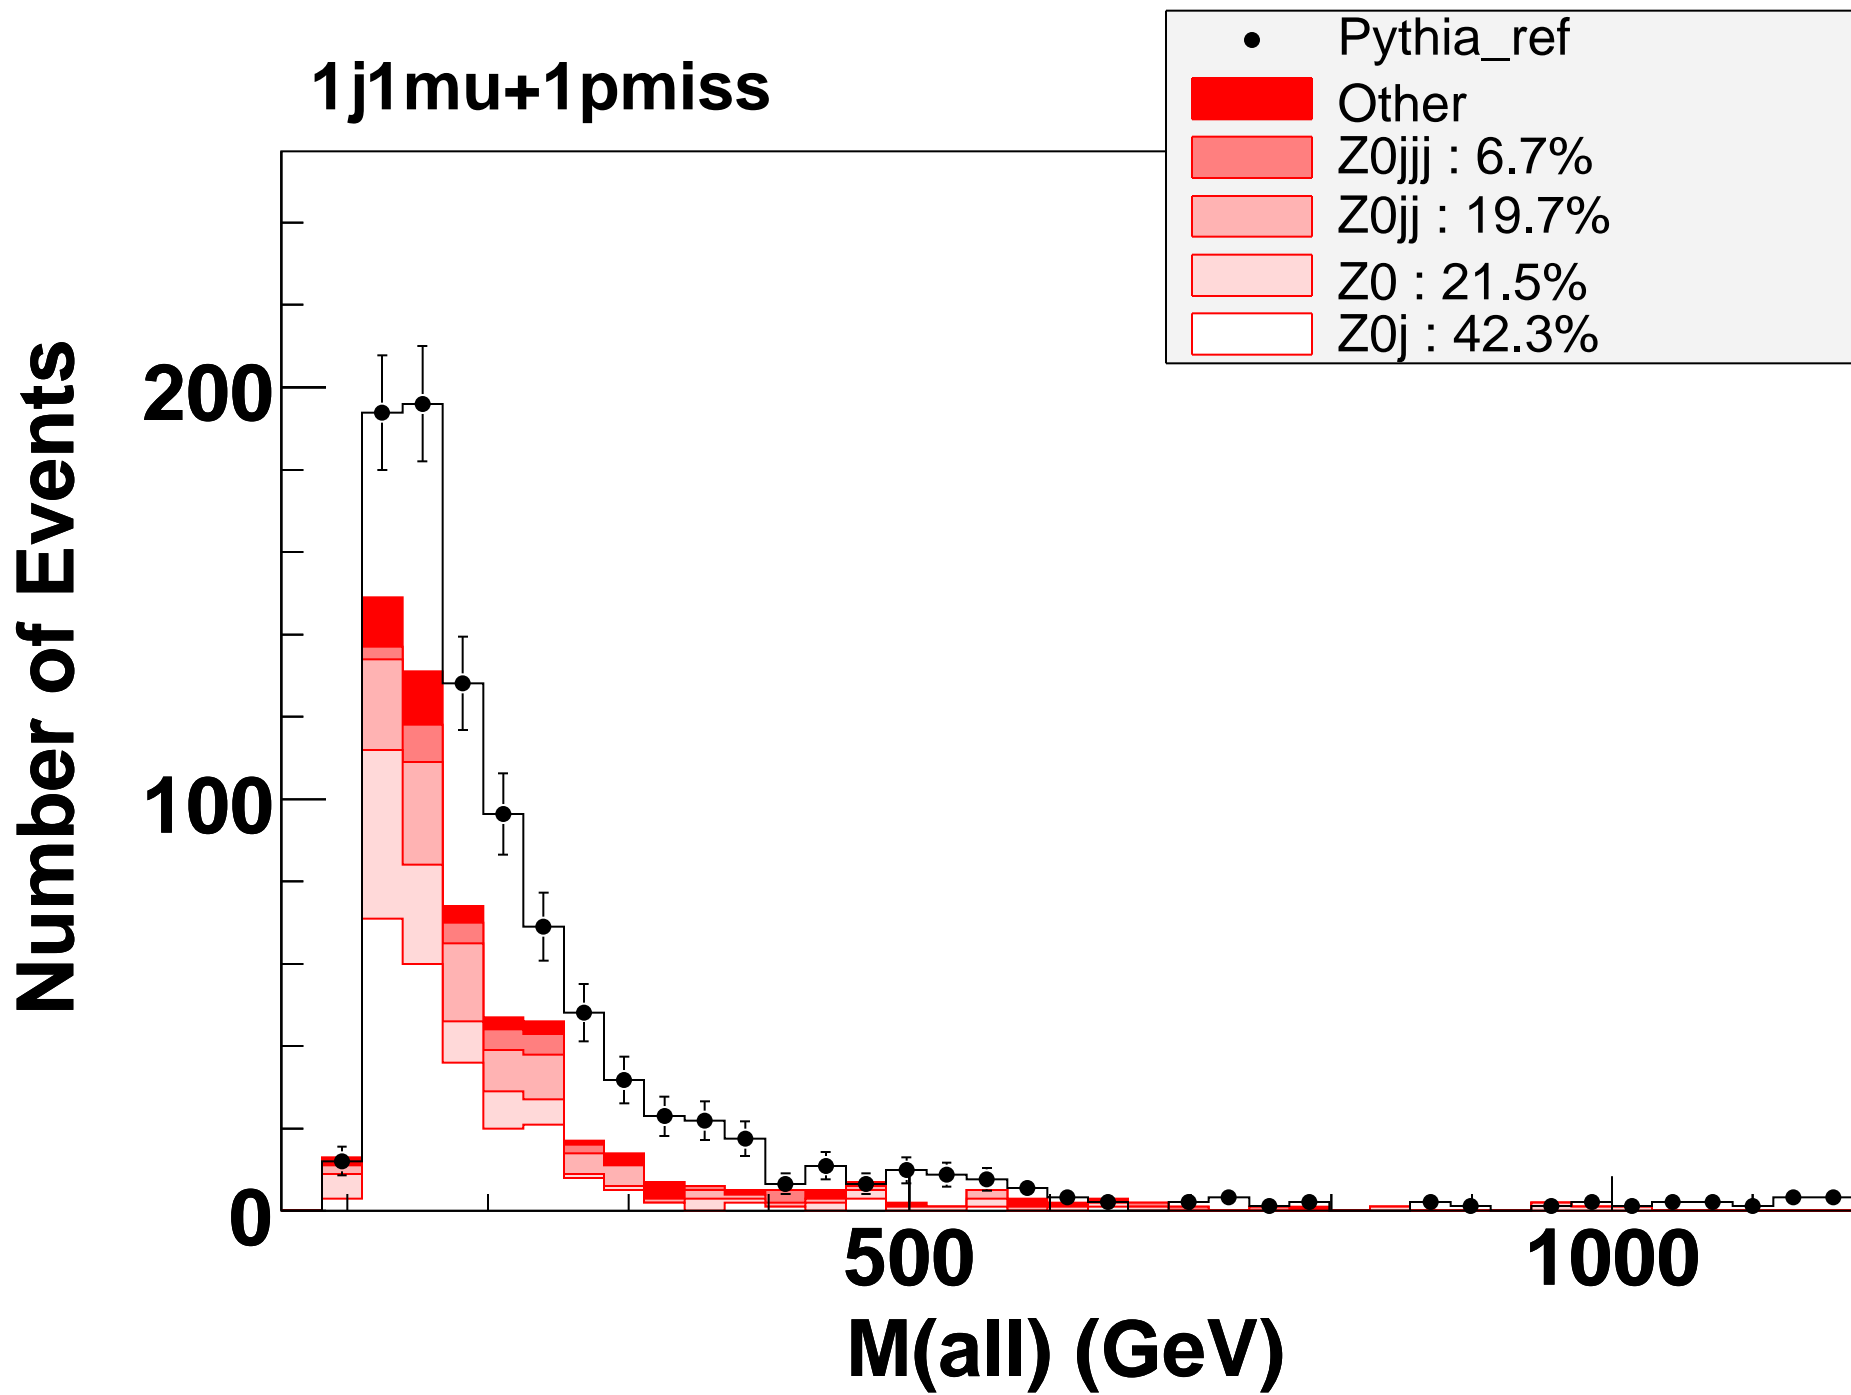 1j1mu+1pmiss
Pythia_ref
Other
Z0jjj : 6.7%
Z0jj : 19.7%
Z0 : 21.5%
Z0j : 42.3%
Number of Events
200
100
0
500
1000
M(all) (GeV)